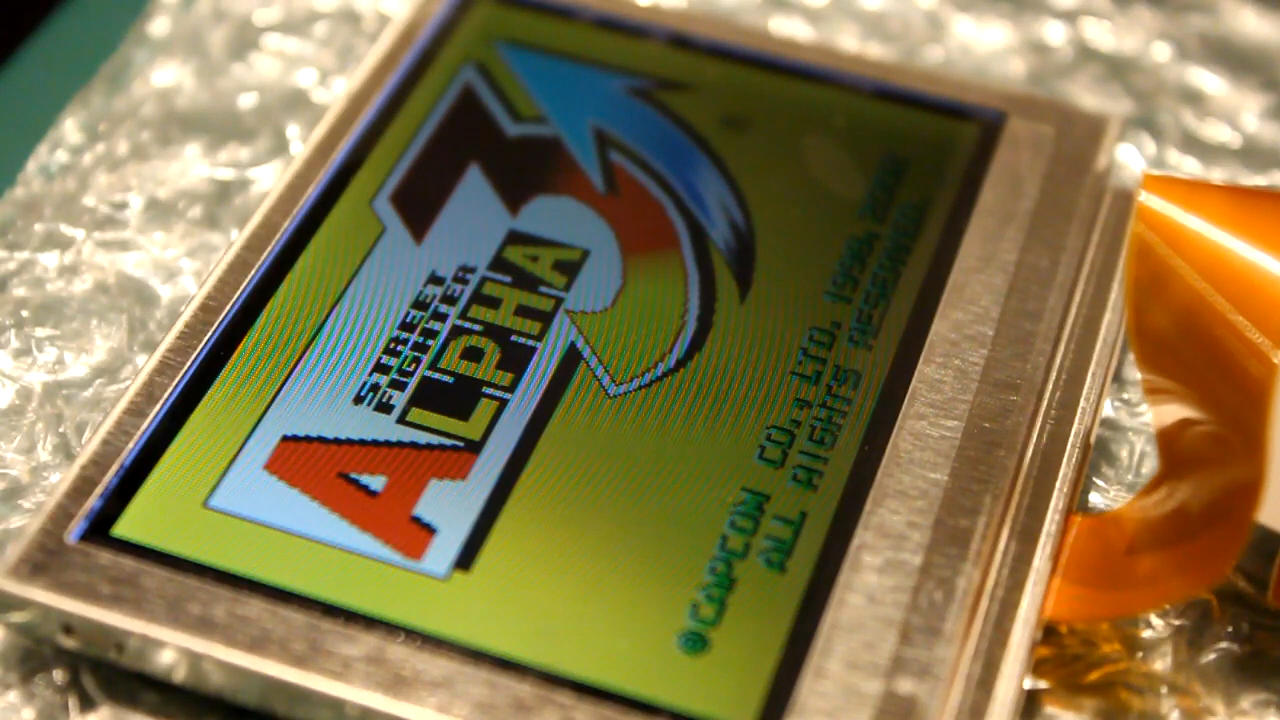 STREET
FIGHTER
ALPHA 3
©CAPCOM CO., LTD. 1998, 2002
ALL RIGHTS RESERVED.